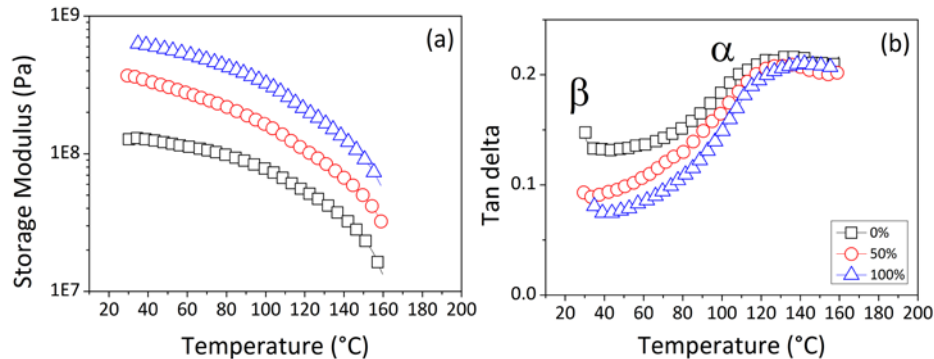 1E9
(a)
Storage Modulus (Pa)
1E8
1E7
20 40 60 80 100 120 140 160 180 200
Temperature (°C)
(b)
α
β
0.2
Tan delta
0.1
0.0
0%
50%
100%
20 40 60 80 100 120 140 160 180 200
Temperature (°C)